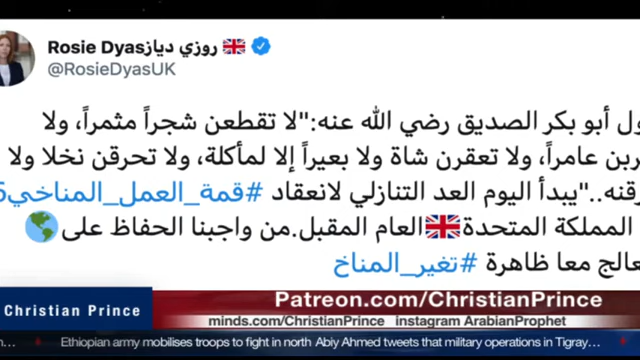 Rosie Dyas روزي دياز 🇬🇧
@RosieDyasUK
ول أبو بكر الصديق رضي الله عنه:"لا تقطعن شجراً مثمراً، ولا
ربن عامراً، ولا تعقرن شاة ولا بعيراً إلا لمأكلة، ولا تحرقن نخلا ولا
رقنه.."يبدأ اليوم العد التنازلي لانعقاد #قمة_العمل_المناخي
المملكة المتحدة🇬🇧العام المقبل.من واجبنا الحفاظ على🌎
عالج معا ظاهرة #تغير_المناخ
Christian Prince
Patreon.com/ChristianPrince
minds.com/ChristianPrince instagram ArabianProphet
Ethiopian army mobilises troops to fight in north Abiy Ahmed tweets that military operations in Tigray...